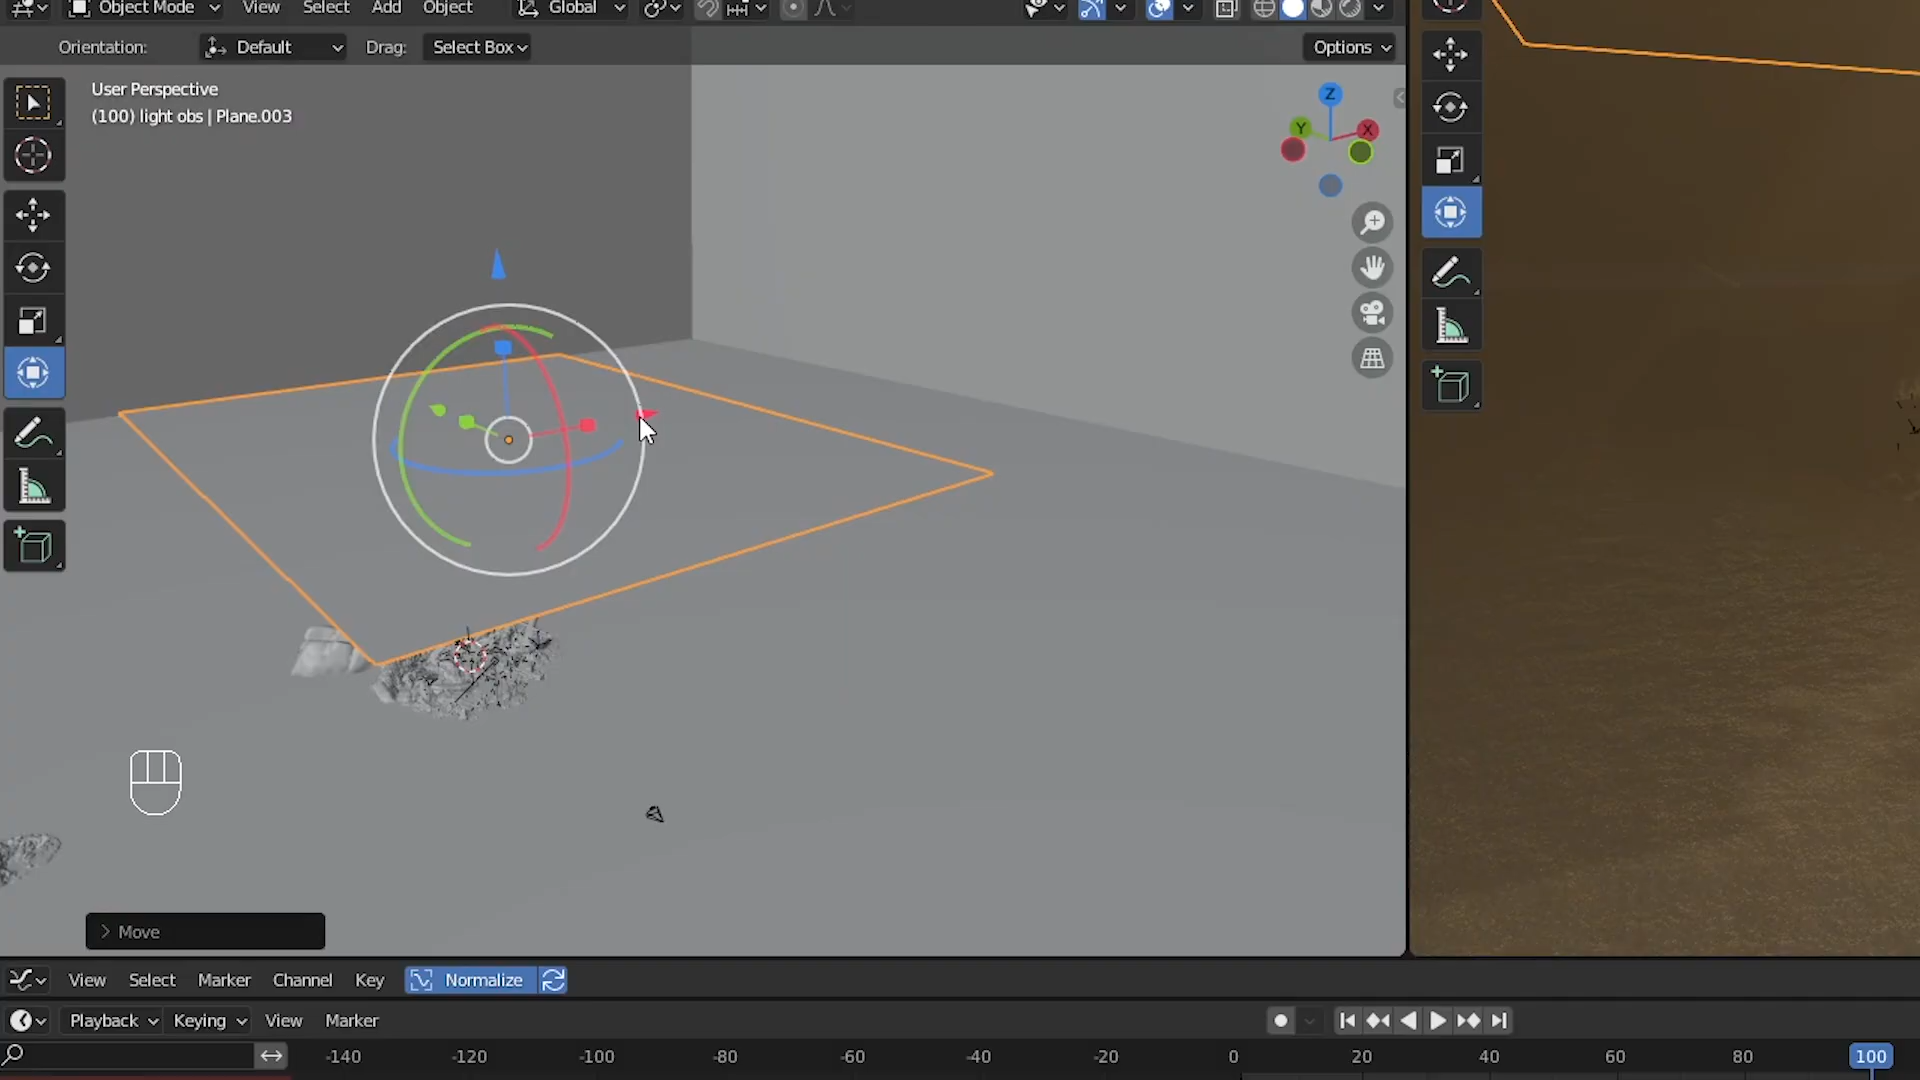 Object Mode View Select Add Object Global
Orientation: Default Drag: Select Box Options
User Perspective
(100) light obs | Plane.003
Z
Y X
Move
View Select Marker Channel Key Normalize
Playback Keying View Marker
-140 -120 -100 -80 -60 -40 -20 0 20 40 60 80 100